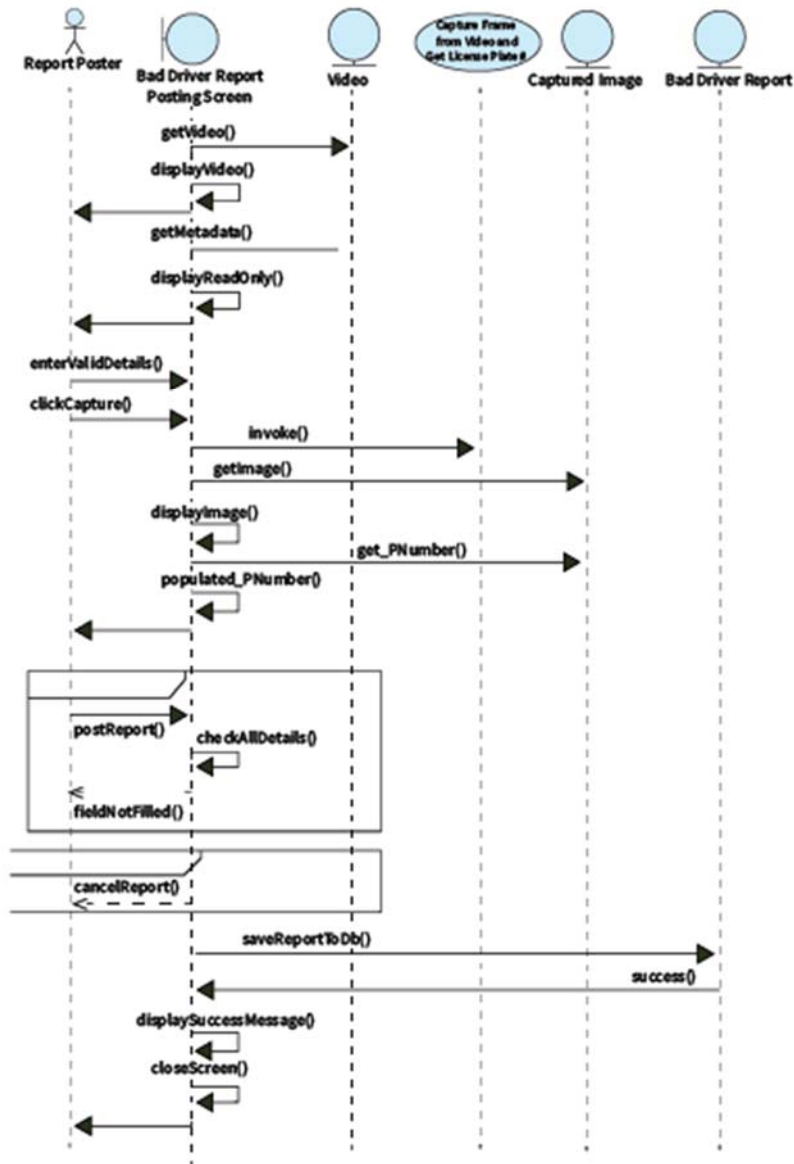 Report Poster
Bad Driver Report
Posting Screen
Video
Capture Frame
from Video and
Get License Plate #
Captured Image
Bad Driver Report
getVideo()
displayVideo()
getMetadata()
displayReadOnly()
enterValidDetails()
clickCapture()
invoke()
getImage()
displayImage()
get_PNumber()
populated_PNumber()
postReport()
checkAllDetails()
fieldNotFilled()
cancelReport()
saveReportToDb()
success()
displaySuccessMessage()
closeScreen()